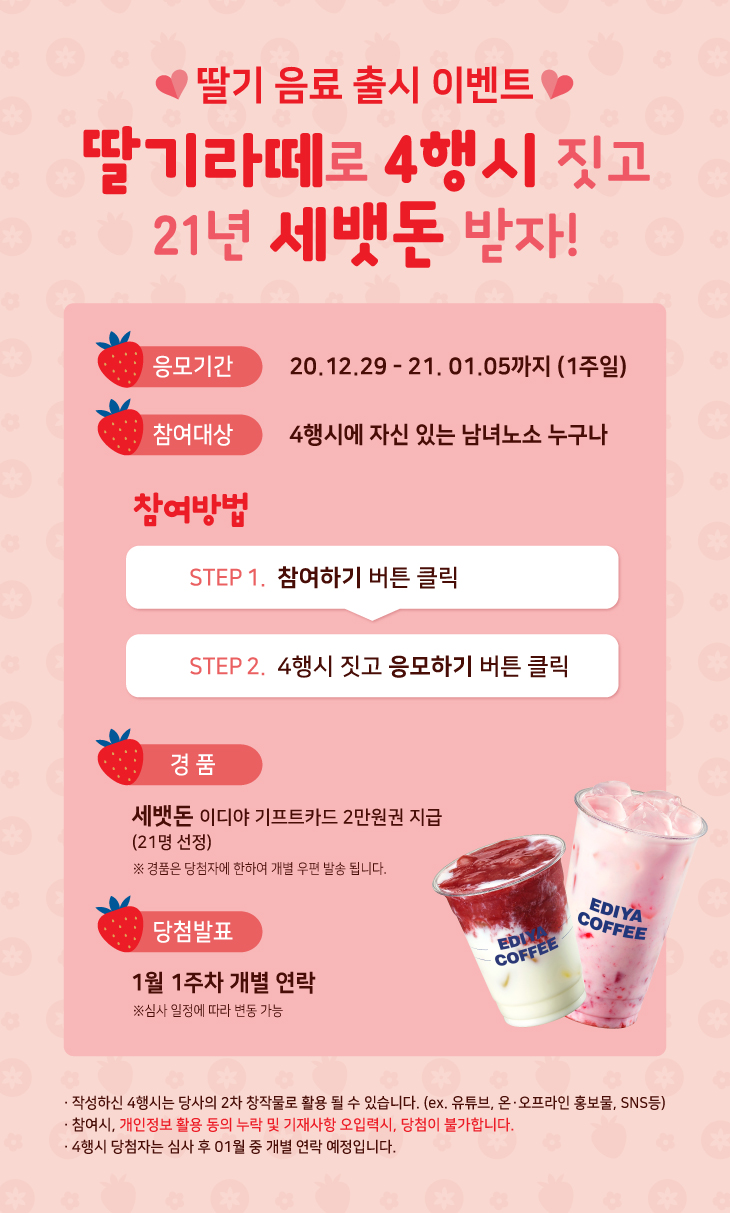 딸기 음료 출시 이벤트
딸기라떼로 4행시 짓고
21년 세뱃돈 받자!
응모기간 20.12.29 - 21. 01.05까지 (1주일)
참여대상 4행시에 자신 있는 남녀노소 누구나
참여방법
STEP 1. 참여하기 버튼 클릭
STEP 2. 4행시 짓고 응모하기 버튼 클릭
경 품
세뱃돈 이디야 기프트카드 2만원권 지급
(21명 선정)
※ 경품은 당첨자에 한하여 개별 우편 발송 됩니다.
당첨발표
1월 1주차 개별 연락
※심사 일정에 따라 변동 가능
EDIYA
COFFEE
EDIYA
COFFEE
· 작성하신 4행시는 당사의 2차 창작물로 활용 될 수 있습니다. (ex. 유튜브, 온·오프라인 홍보물, SNS등)
· 참여시, 개인정보 활용 동의 누락 및 기재사항 오입력시, 당첨이 불가합니다.
· 4행시 당첨자는 심사 후 01월 중 개별 연락 예정입니다.